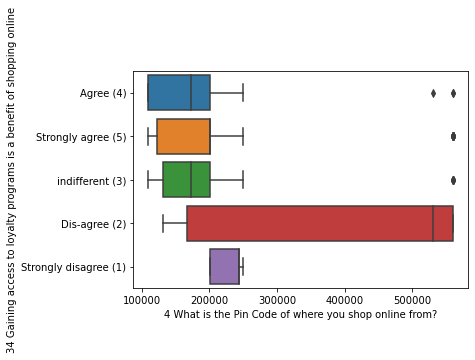 34 Gaining access to loyalty programs is a benefit of shopping online
Agree (4)
Strongly agree (5)
indifferent (3)
Dis-agree (2)
Strongly disagree (1)
100000 200000 300000 400000 500000
4 What is the Pin Code of where you shop online from?